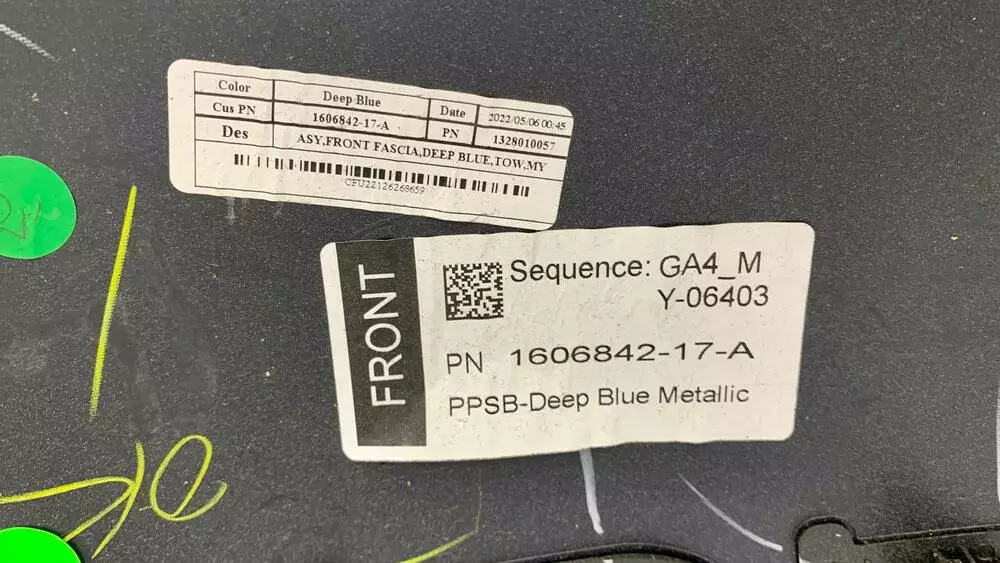 Color Deep Blue Date 2022/05/06 00:45
Cus PN 1606842-17-A PN 1328010057
Des ASY,FRONT FASCIA,DEEP BLUE,TOW,MY
CFU22126268659
FRONT
Sequence: GA4_M
Y-06403
PN 1606842-17-A
PPSB-Deep Blue Metallic